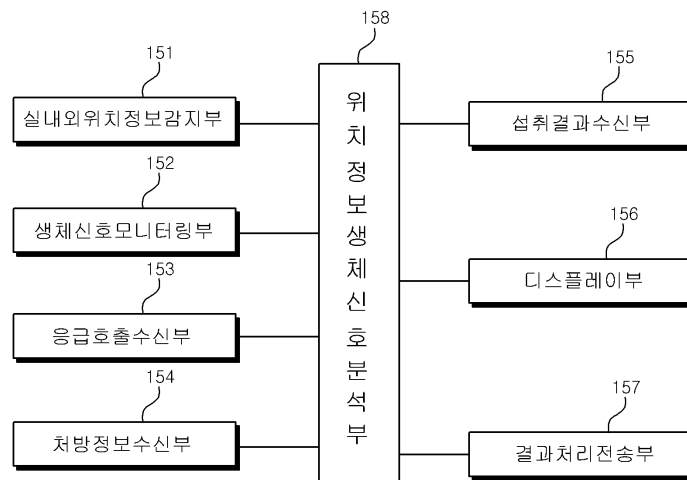 158
151
실내외위치정보감지부
152
생체신호모니터링부
153
응급호출수신부
154
처방정보수신부
위치정보생체신호분석부
155
섭취결과수신부
156
디스플레이부
157
결과처리전송부